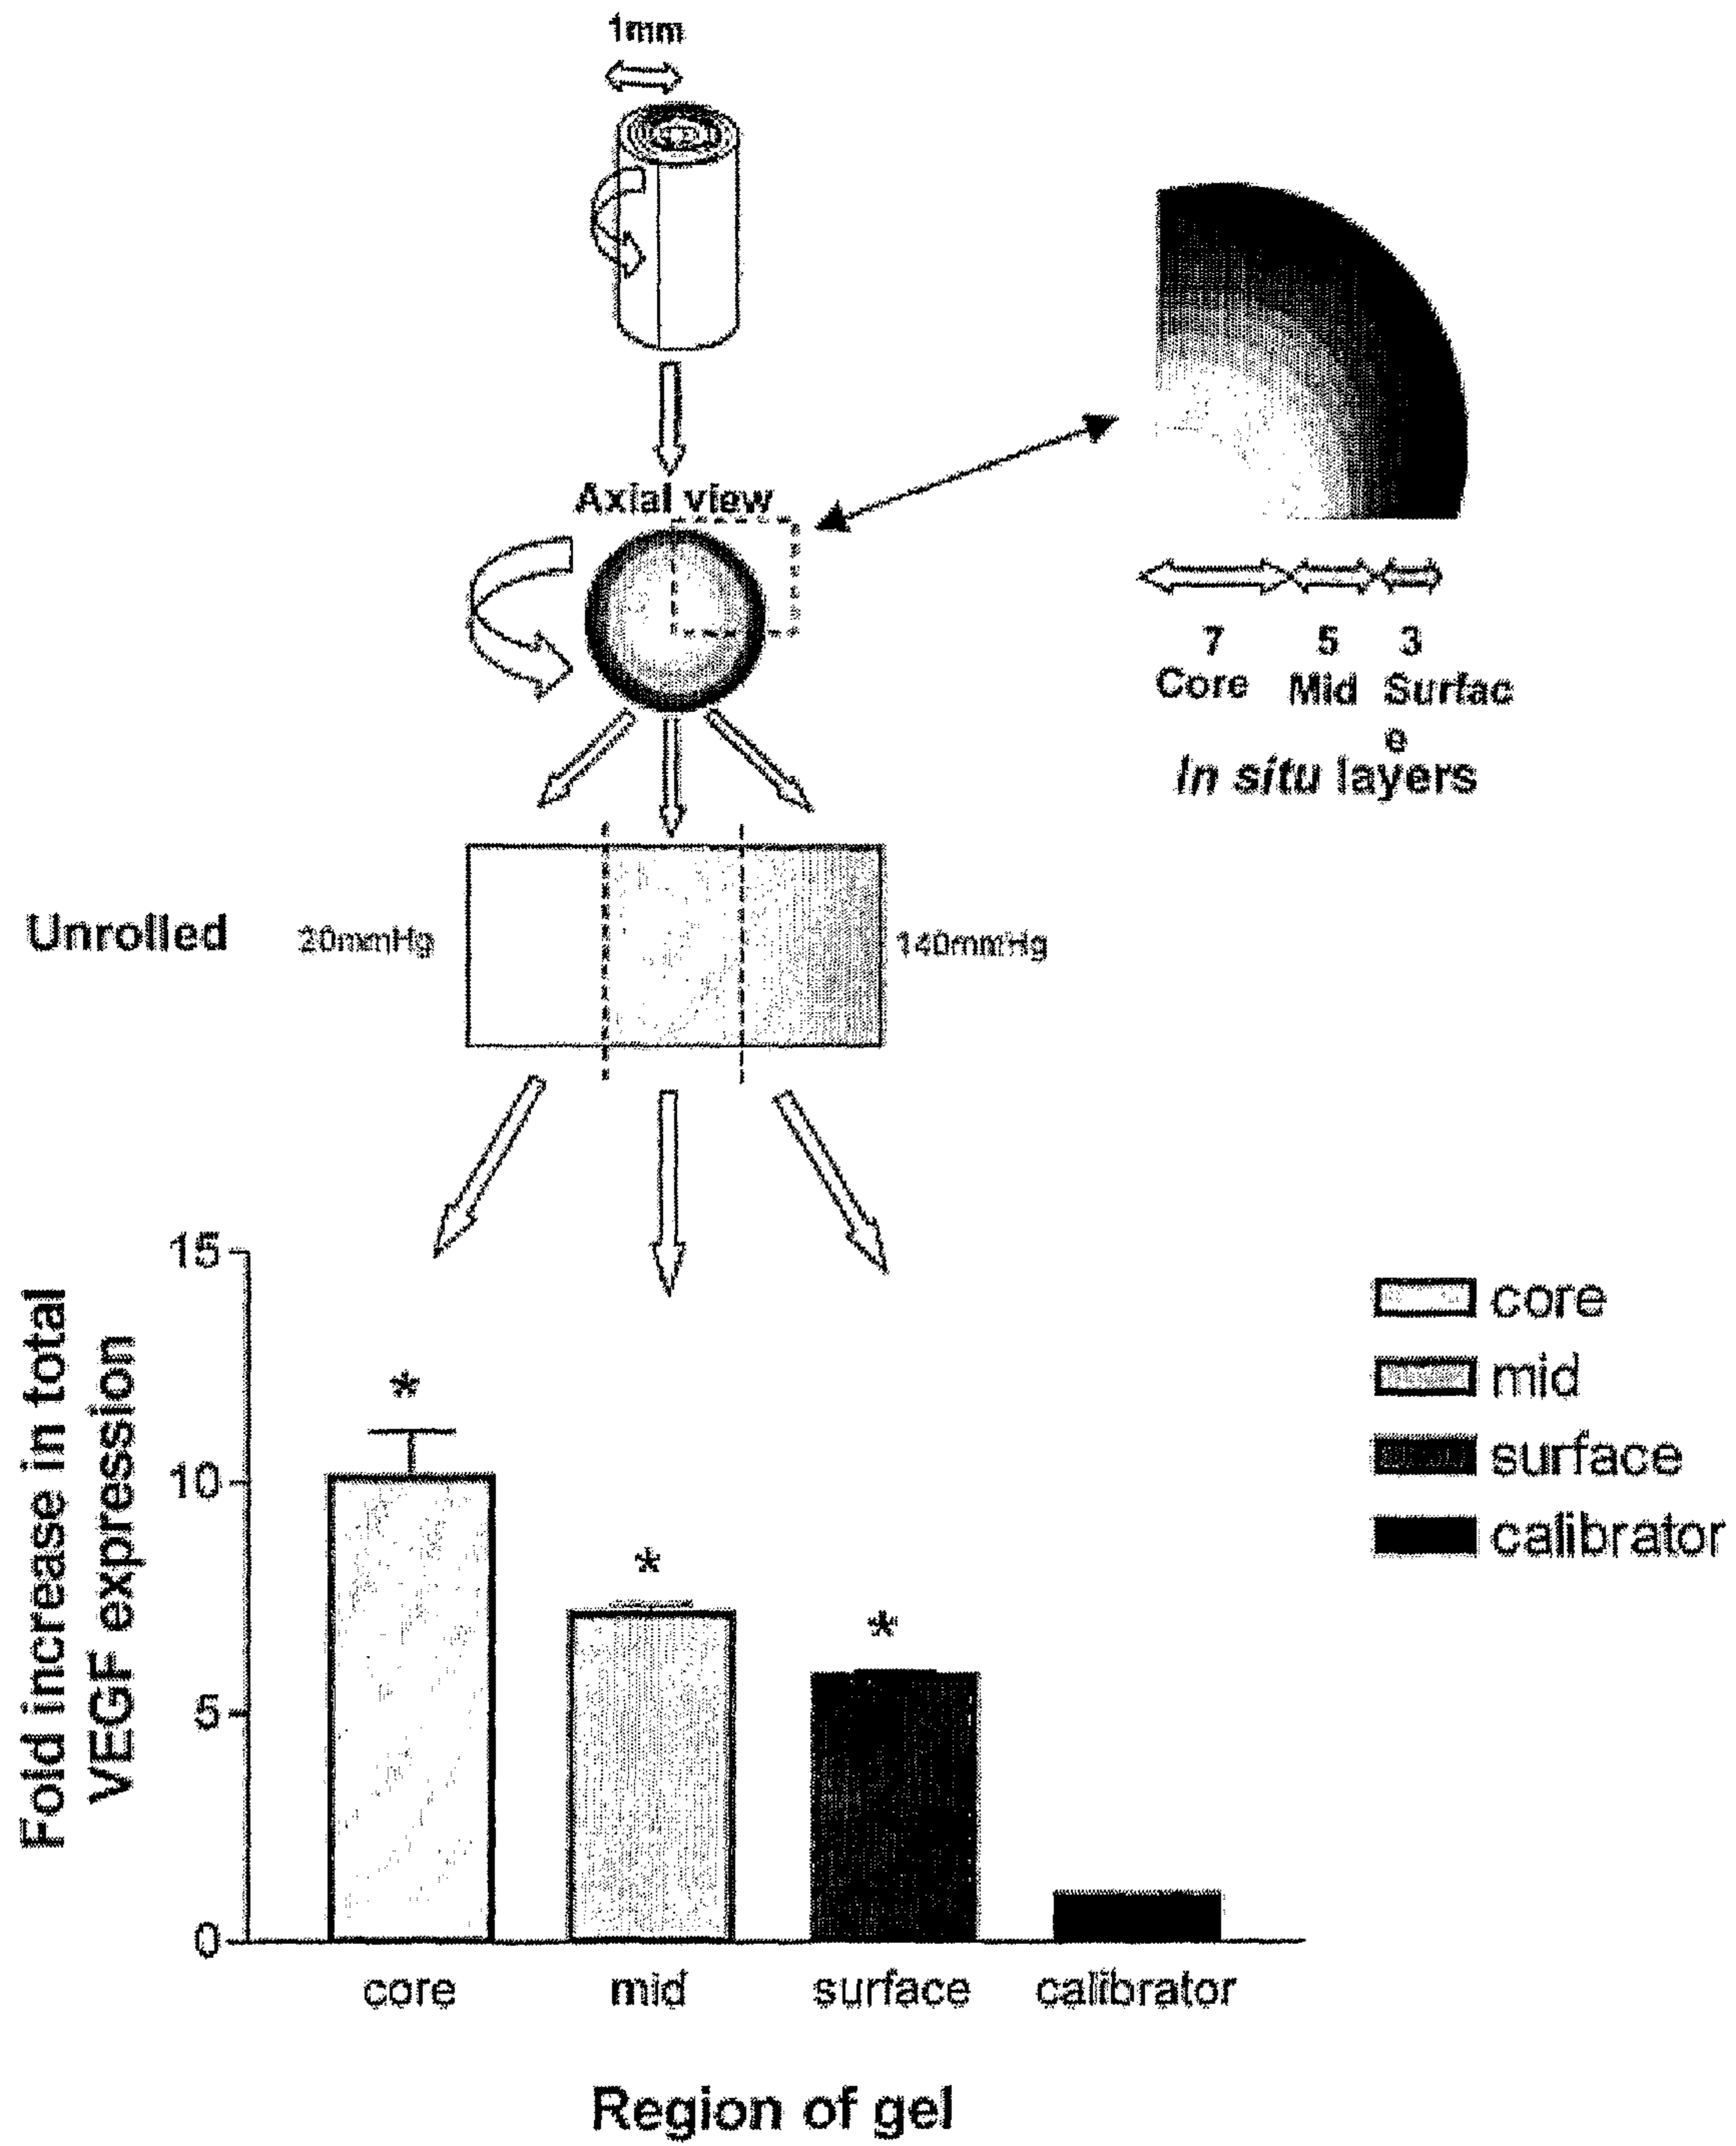 1mm
Axial view
7 5 3
Core Mid Surfac
e
In situ layers
Unrolled 20mmHg 140mmHg
15
10
5
0
Fold increase in total
VEGF expression
*
*
*
core
mid
surface
calibrator
core mid surface calibrator
Region of gel